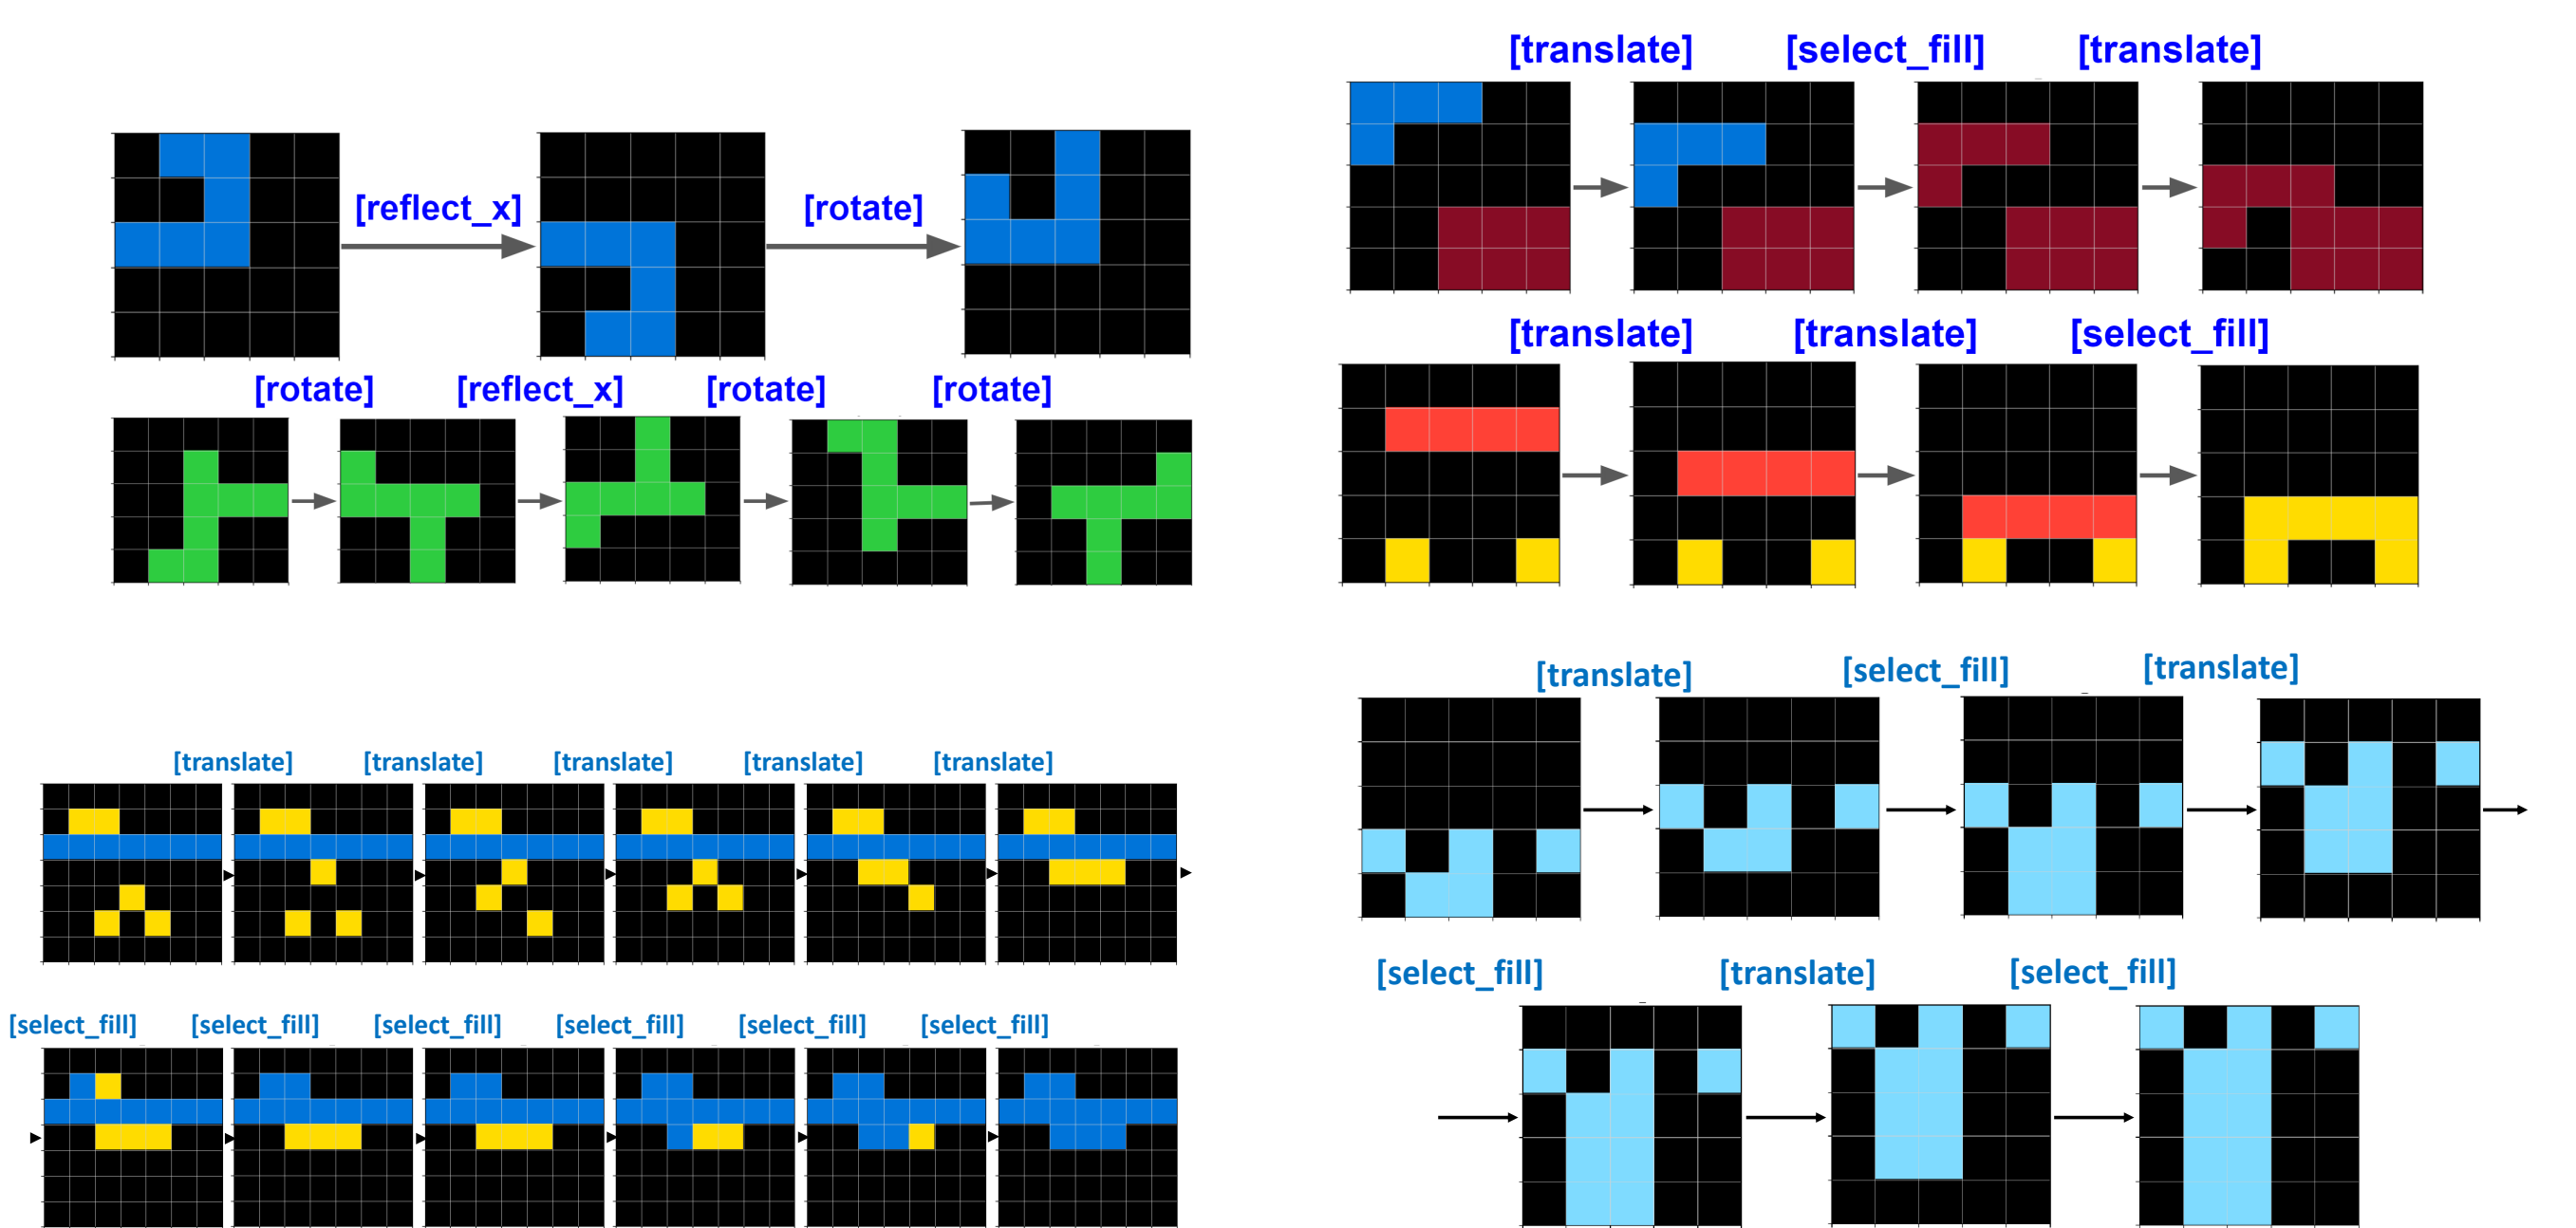 [reflect_x] [rotate]
[rotate] [reflect_x] [rotate] [rotate]
[translate] [select_fill] [translate]
[translate] [translate] [select_fill]
[translate] [translate] [translate] [translate] [translate]
[select_fill] [select_fill] [select_fill] [select_fill] [select_fill] [select_fill]
[translate] [select_fill] [translate]
[select_fill] [translate] [select_fill]